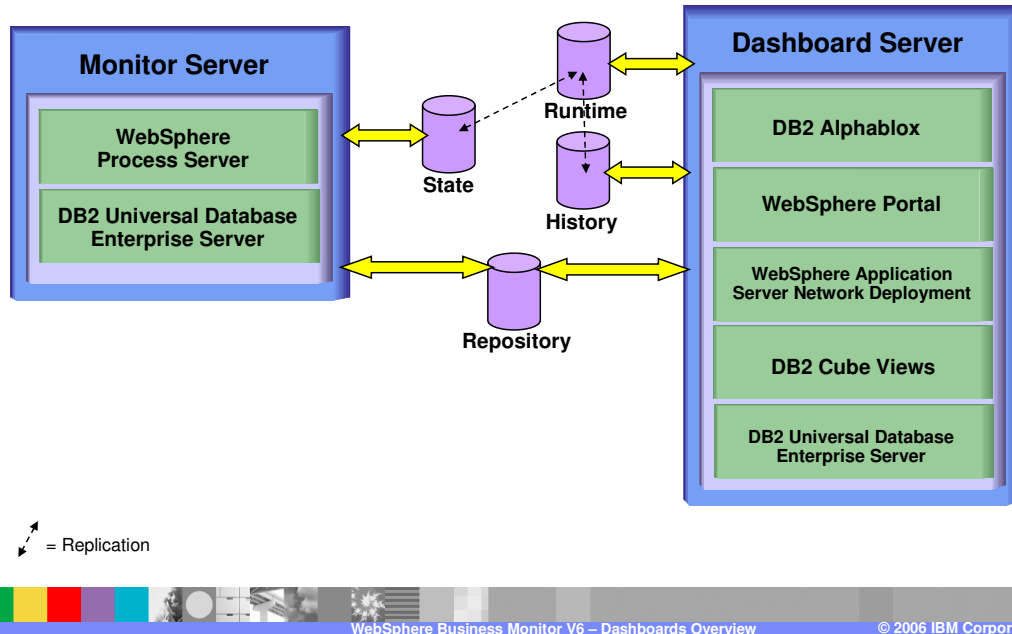 Monitor Server
WebSphere
Process Server
DB2 Universal Database
Enterprise Server
State
Runtime
History
Repository
Dashboard Server
DB2 Alphablox
WebSphere Portal
WebSphere Application
Server Network Deployment
DB2 Cube Views
DB2 Universal Database
Enterprise Server
= Replication
WebSphere Business Monitor V6 – Dashboards Overview
© 2006 IBM Corpor